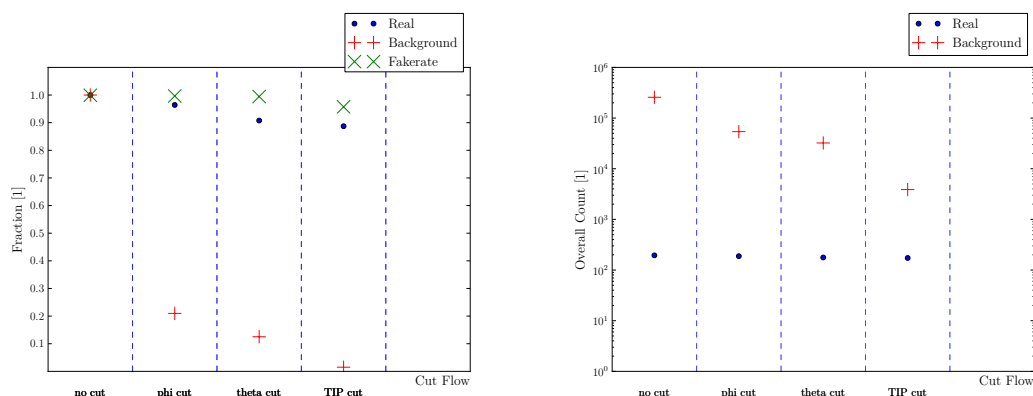 Real
Background
Fakerate
1.0
0.9
0.8
0.7
0.6
0.5
0.4
0.3
0.2
0.1
Fraction [1]
Cut Flow
no cut phi cut theta cut TIP cut
Real
Background
10^6
10^5
10^4
10^3
10^2
10^1
10^0
Overall Count [1]
Cut Flow
no cut phi cut theta cut TIP cut